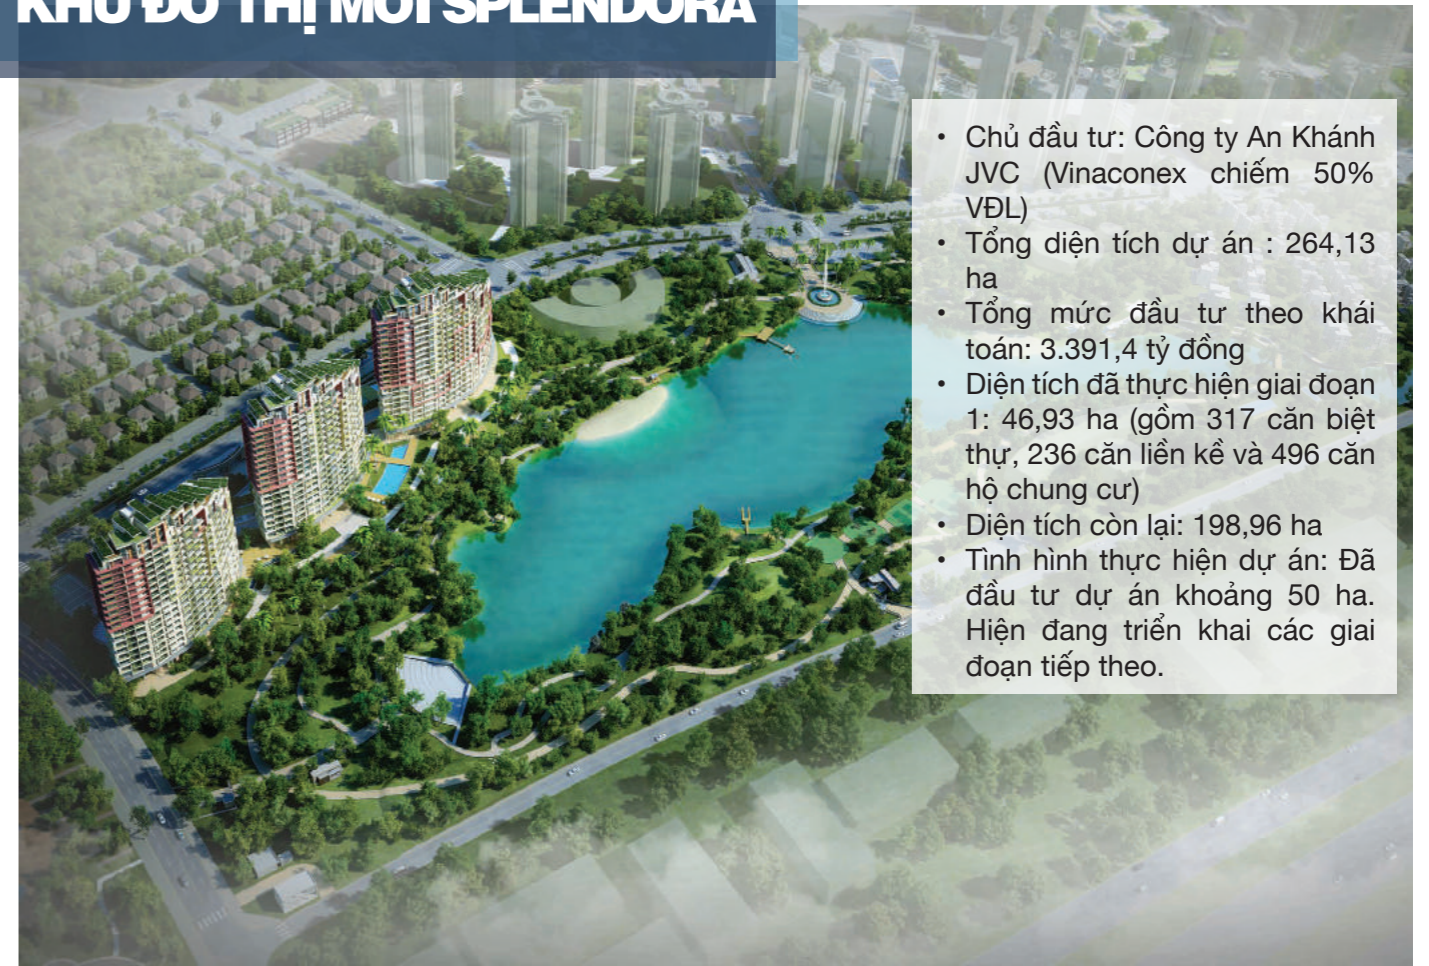 KHU ĐÔ THỊ MỚI SPLENDORA
• Chủ đầu tư: Công ty An Khánh
JVC (Vinaconex chiếm 50%
VĐL)
• Tổng diện tích dự án : 264,13
ha
• Tổng mức đầu tư theo khái
toán: 3.391,4 tỷ đồng
• Diện tích đã thực hiện giai đoạn
1: 46,93 ha (gồm 317 căn biệt
thự, 236 căn liền kề và 496 căn
hộ chung cư)
• Diện tích còn lại: 198,96 ha
• Tình hình thực hiện dự án: Đã
đầu tư dự án khoảng 50 ha.
Hiện đang triển khai các giai
đoạn tiếp theo.